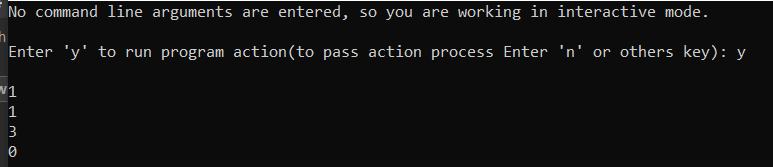 No command line arguments are entered, so you are working in interactive mode.
Enter 'y' to run program action(to pass action process Enter 'n' or others key): y
1
1
3
0